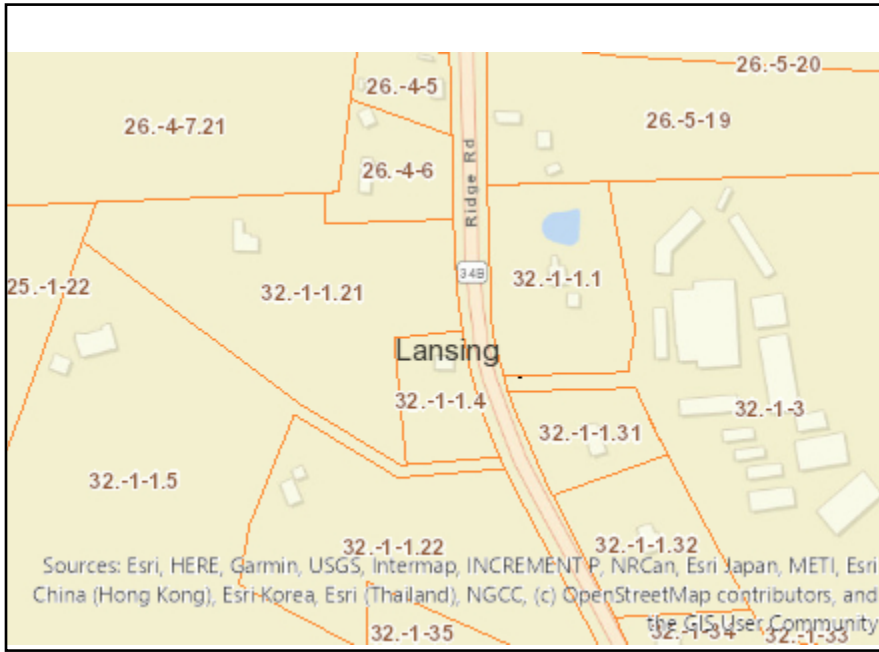 26.-5-20
26.-4-5
26.-4-7.21
26.-5-19
26.-4-6
Ridge Rd
34B
25.-1-22
32.-1-1.21
32.-1-1.1
Lansing
32.-1-1.4
32.-1-3
32.-1-1.31
32.-1-1.5
32.-1-1.22
32.-1-1.32
Sources: Esri, HERE, Garmin, USGS, Intermap, INCREMENT P, NRCan, Esri Japan, METI, Esri
China (Hong Kong), Esri Korea, Esri (Thailand), NGCC, (c) OpenStreetMap contributors, and
the GIS User Community
32.-1-35
32.-1-34
32.-1-33